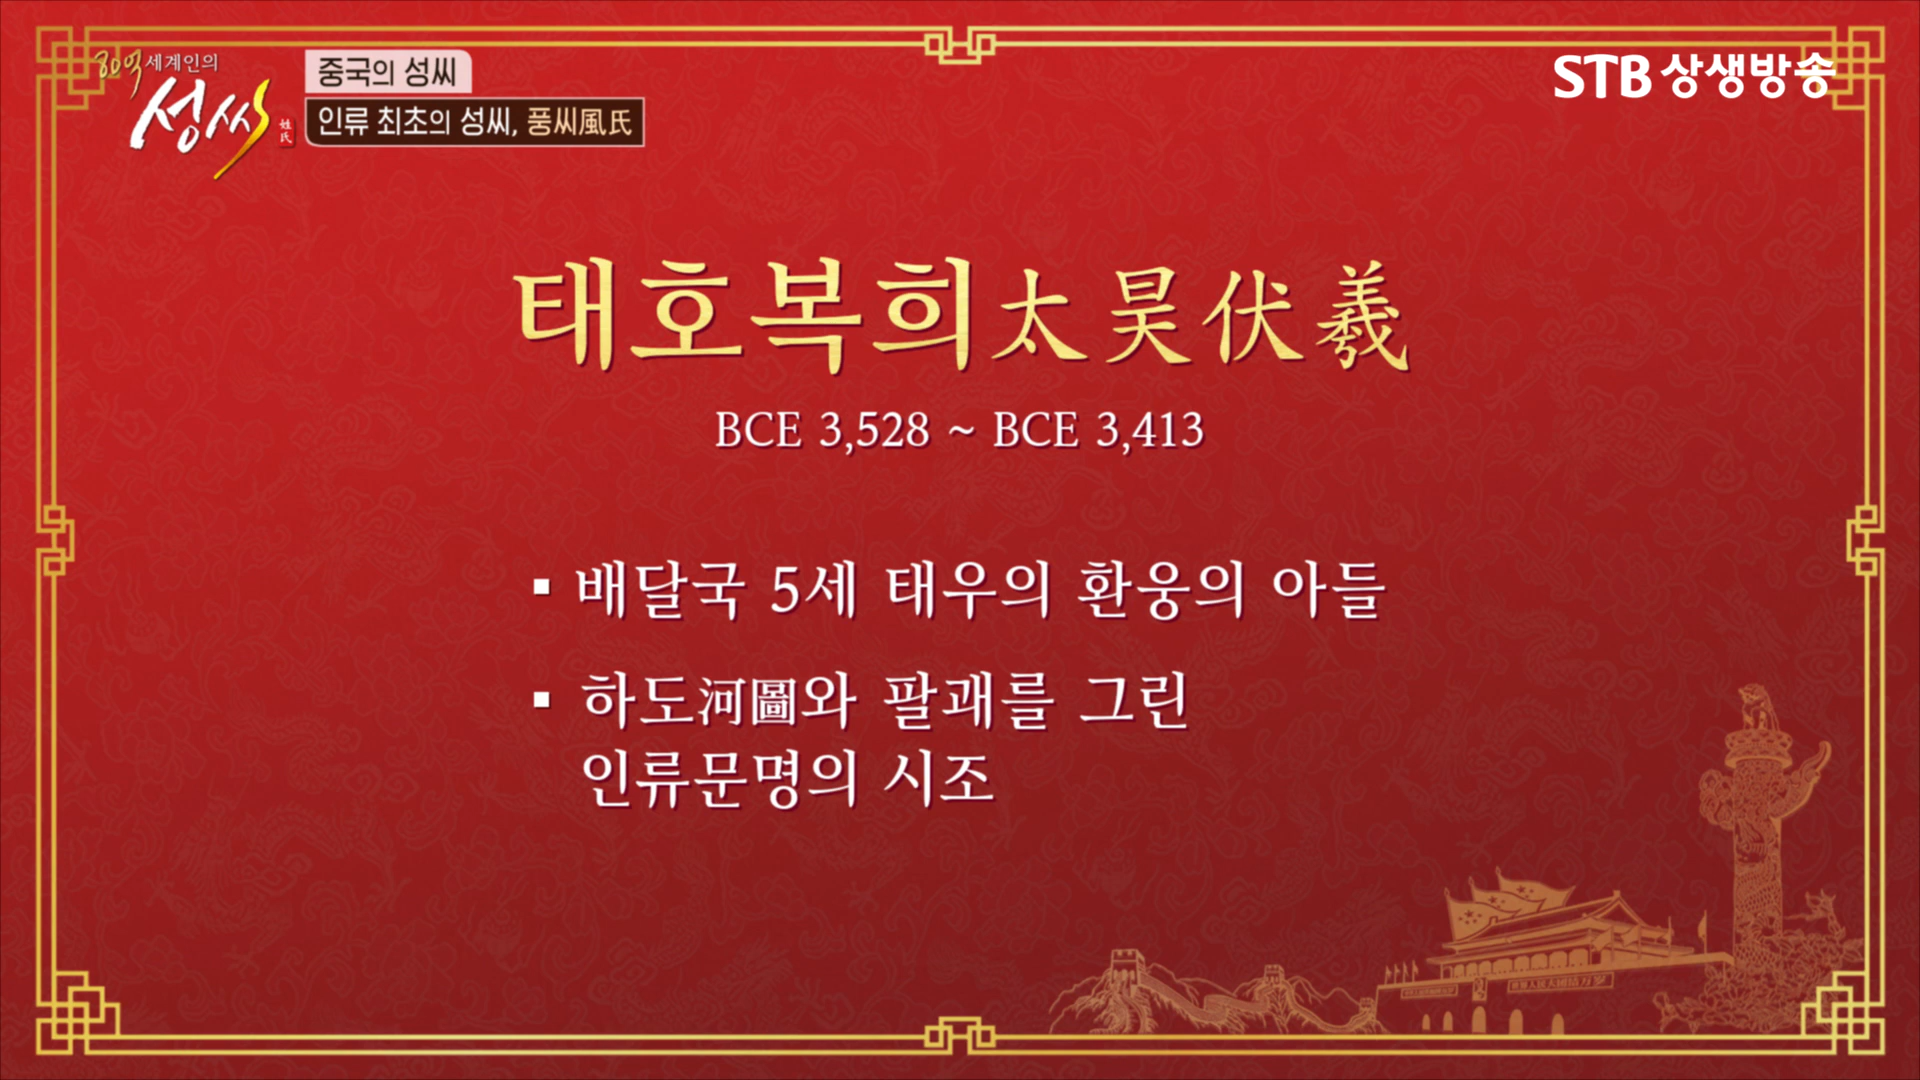 80억 세계인의
성씨
姓氏
중국의 성씨
인류 최초의 성씨, 풍씨風氏
STB 상생방송
태호복희太昊伏羲
BCE 3,528 ~ BCE 3,413
▪ 배달국 5세 태우의 환웅의 아들
▪ 하도河圖와 팔괘를 그린
인류문명의 시조